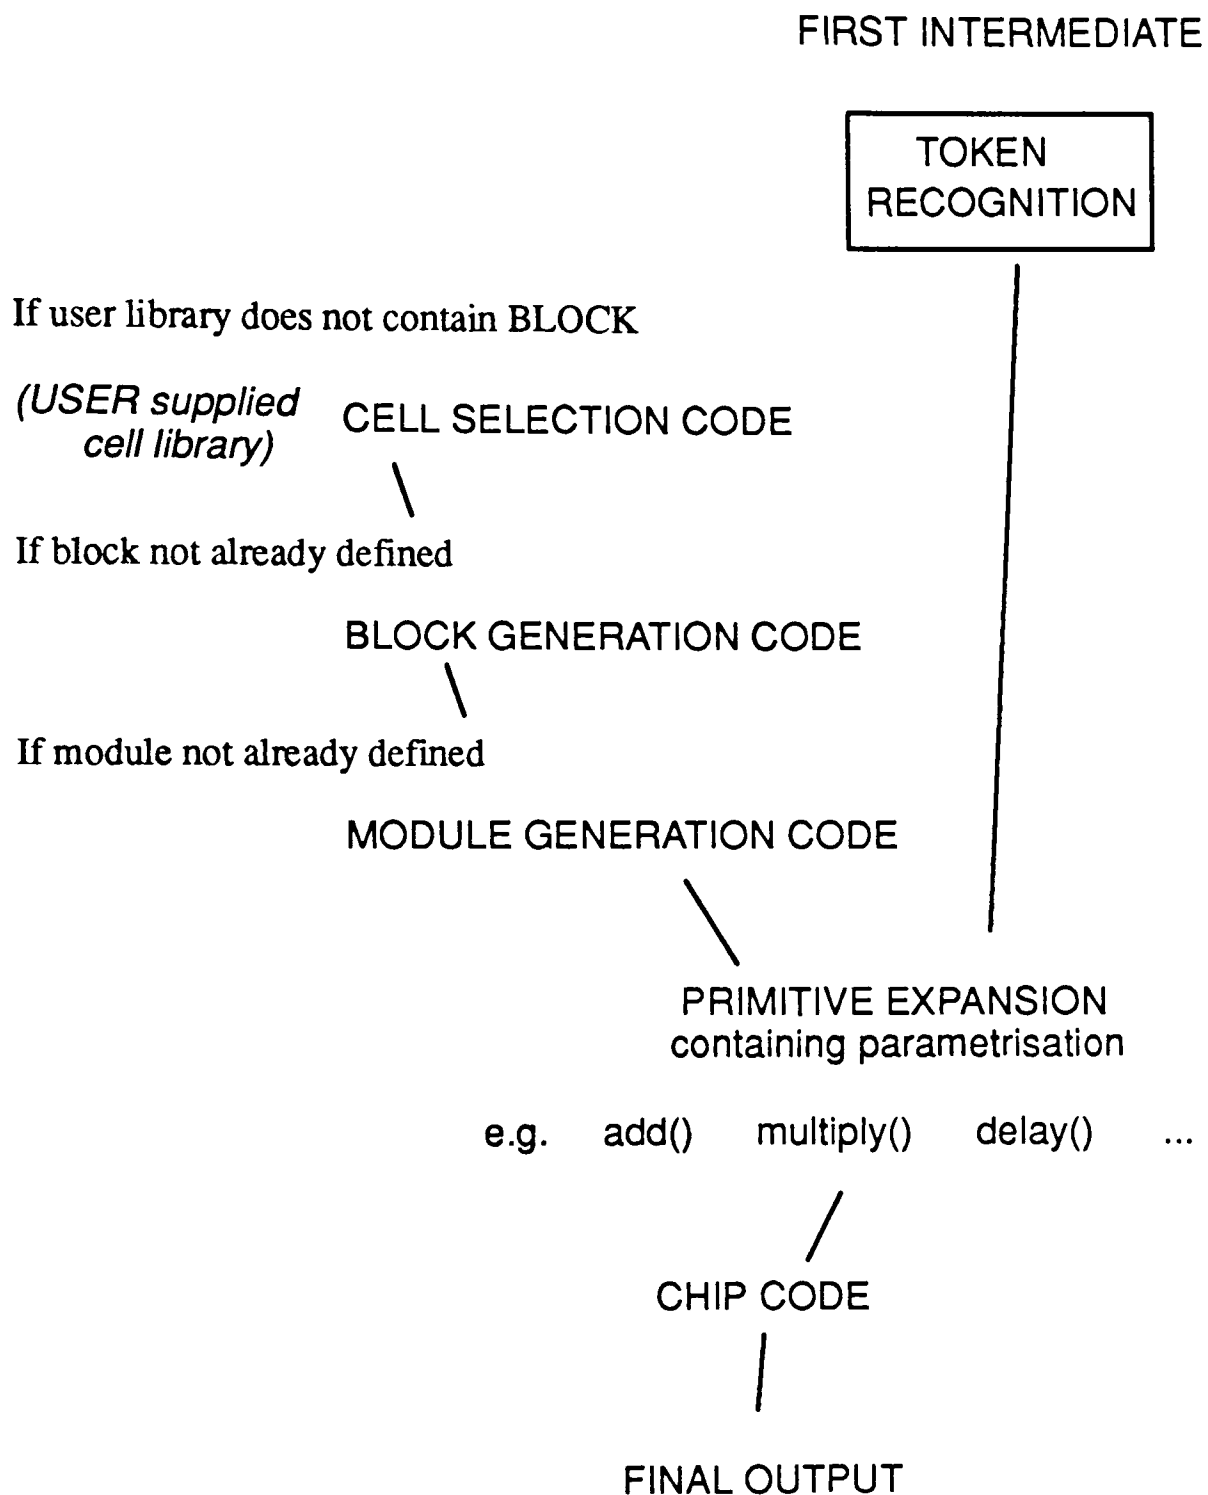 FIRST INTERMEDIATE
TOKEN
RECOGNITION
If user library does not contain BLOCK
(USER supplied
cell library)
CELL SELECTION CODE
If block not already defined
BLOCK GENERATION CODE
If module not already defined
MODULE GENERATION CODE
PRIMITIVE EXPANSION
containing parametrisation
e.g. add() multiply() delay() ...
CHIP CODE
FINAL OUTPUT